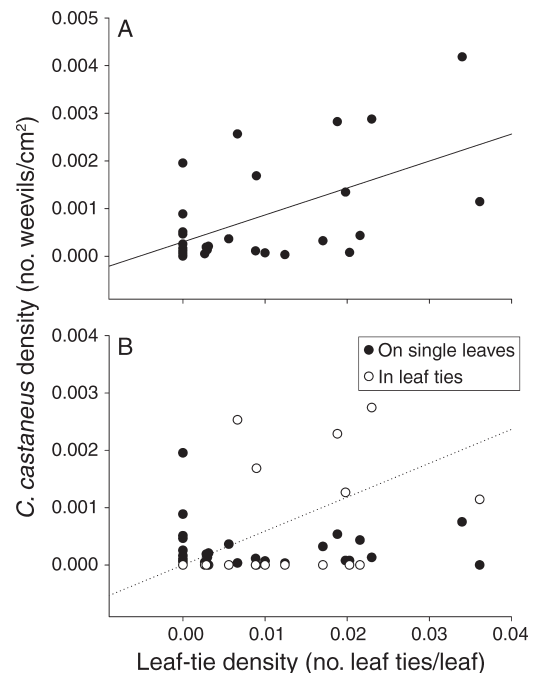 A
0.005
0.004
0.003
0.002
0.001
0.000
C. castaneus density (no. weevils/cm²)
B
On single leaves
In leaf ties
0.004
0.003
0.002
0.001
0.000
0.00 0.01 0.02 0.03 0.04
Leaf-tie density (no. leaf ties/leaf)